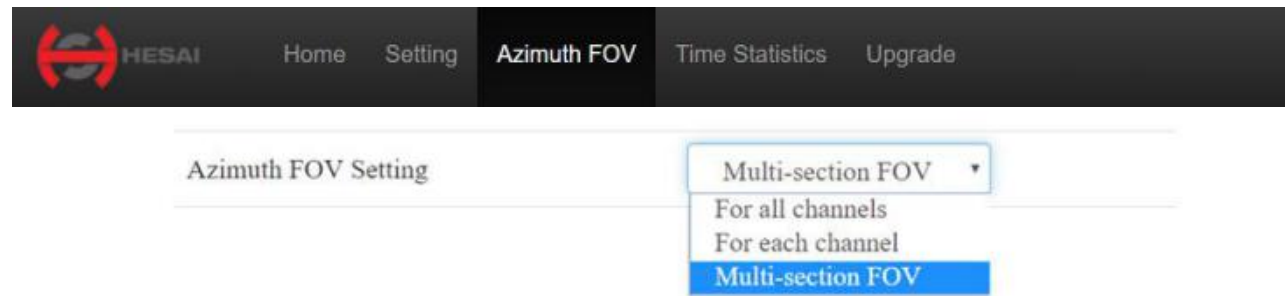 HESAI Home Setting Azimuth FOV Time Statistics Upgrade
Azimuth FOV Setting Multi-section FOV
For all channels
For each channel
Multi-section FOV